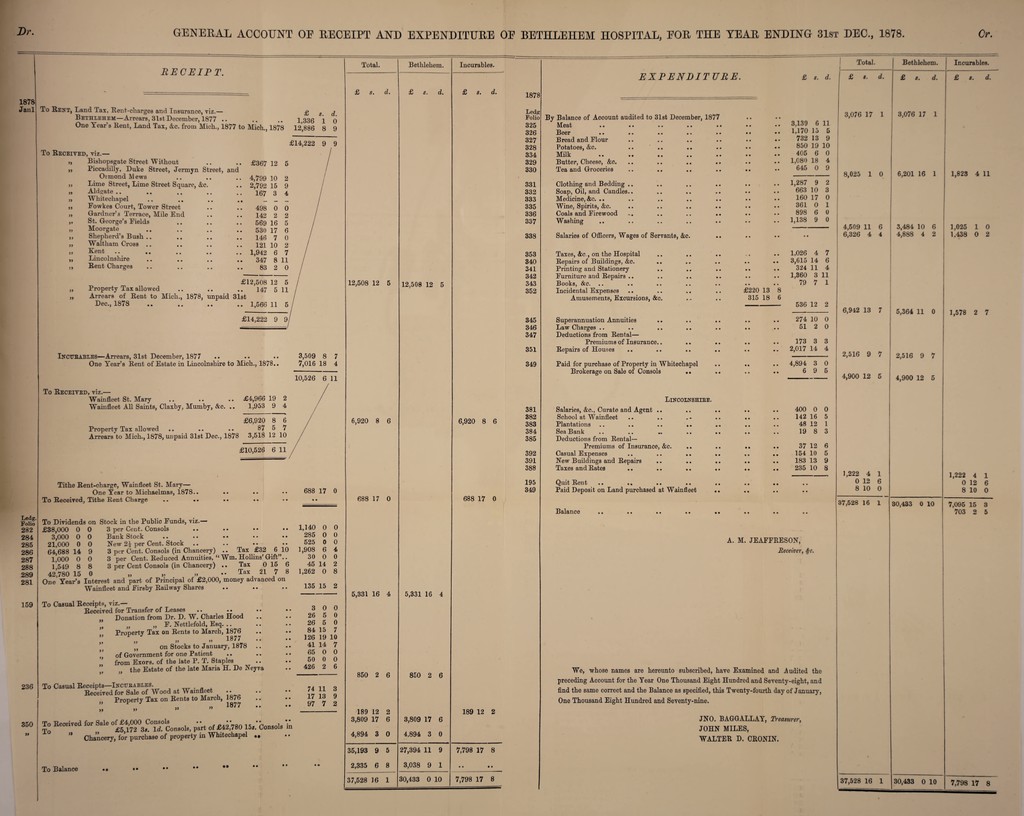 Dr. GENERAL ACCOUNT OF RECEIPT AND EXPENDITURE OF BETHLEHEM HOSPITAL, FOR THE YEAR ENDING 31ST DEC., 1878. Cr.
RECEIPT. Total. Bethlehem. Incurables.
£ s. d. £ s. d. £ s. d.
1878
Jan1 To RENT, Land Tax, Rent-charges and Insurance, viz.— £ s. d.
BETHLEHEM—Arrears, 31st December, 1877 .. .. .. 1,336 1 0
One Year's Rent, Land Tax, &c. from Mich., 1877 to Mich., 1878 12,886 8 9
£14,222 9 9
To RECEIVED, viz.—
„ Bishopsgate Street Without .. .. £367 12 5
„ Piccadilly, Duke Street, Jermyn Street, and
Ormond Mews .. .. .. 4,799 10 2
„ Lime Street, Lime Street Square, &c. .. 2,792 15 9
„ Aldgate .. .. .. .. .. 167 3 4
„ Whitechapel .. .. .. .. – – –
„ Fowkes Court, Tower Street .. .. 498 0 0
„ Gardner's Terrace, Mile End .. .. 142 2 2
„ St. George's Fields .. .. .. 569 16 5
„ Moorgate .. .. .. .. 530 17 6
„ Shepherd's Bush .. .. .. .. 146 7 0
„ Waltham Cross .. .. .. .. 121 10 2
„ Kent .. .. .. .. .. 1,942 6 7
„ Lincolnshire .. .. .. .. 347 8 11
„ Rent Charges .. .. .. .. 83 2 0
£12,508 12 5 12,508 12 5 12,508 12 5
„ Property Tax allowed .. .. .. 147 5 11
„ Arrears of Rent to Mich., 1878, unpaid 31st
Dec., 1878 .. .. .. .. 1,566 11 5
£14,222 9 9
INCURABLES—Arrears, 31st December, 1877 .. .. .. 3,509 8 7
One Year's Rent of Estate in Lincolnshire to Mich., 1878.. 7,016 18 4
10,526 6 11
To RECEIVED, viz.—
Wainfleet St. Mary .. .. .. £4,966 19 2
Wainfleet All Saints, Claxby, Mumby, &c. .. 1,953 9 4
£6,920 8 6 6,920 8 6 6,920 8 6
Property Tax allowed .. .. .. 87 5 7
Arrears to Mich., 1878, unpaid 31st Dec., 1878 3,518 12 10
£10,526 6 11
Tithe Rent-charge, Wainfleet St. Mary—
One Year to Michaelmas, 1878.. .. .. .. 688 17 0
To Received, Tithe Rent Charge .. .. .. .. 688 17 0 688 17 0
Ledg. Folio To Dividends on Stock in the Public Funds, viz.—
282 £38,000 0 0 3 per Cent. Consols .. .. .. .. 1,140 0 0
284 3,000 0 0 Bank Stock .. .. .. .. 285 0 0
285 21,000 0 0 New 2½ per Cent. Stock .. .. .. .. 525 0 0
286 64,688 14 9 3 per Cent. Consols (in Chancery) .. Tax £32 6 10 1,908 6 4
287 1,000 0 0 3 per Cent. Reduced Annuities, "Wm. Hollins' Gift".. 30 0 0
288 1,549 8 8 3 per Cent Consols (in Chancery) .. Tax 0 15 6 45 14 2
289 42,780 15 0 „ „ „ .. Tax 21 7 8 1,262 0 8
281 One Year's Interest and part of Principal of £2,000, money advanced on
Wainfleet and Firsby Railway Shares .. .. .. 135 15 2
5,331 16 4 5,331 16 4
159 To Casual Receipts, viz.—
Received for Transfer of Leases .. .. .. .. 3 0 0
„ Donation from Dr. D. W. Charles Hood .. .. 26 5 0
„ „ „ F. Nettlefold, Esq. .. .. .. 26 5 0
„ Property Tax on Rents to March, 1876 .. .. 84 15 7
„ „ „ „ 1877 .. .. 126 19 10
„ „ on Stocks to January, 1878 .. .. 41 14 7
„ of Government for one Patient .. .. .. 65 0 0
„ from Exors. of the late P. T. Staples .. .. 50 0 0
„ „ the Estate of the late Maria H. De Neyra .. 426 2 6
850 2 6 850 2 6
236 To Casual Receipts—INCURABLES.
Received for Sale of Wood at Wainfleet .. .. .. 74 11 3
„ Property Tax on Rents to March, 1876 .. .. 17 13 9
„ „ „ „ 1877 .. .. 97 7 2
189 12 2 189 12 2
350 To Received for Sale of £4,000 Consols .. .. .. .. 3,809 17 6 3,809 17 6
„ To „ „ £5,172 3s. 1d. Consols, part of £42,780 15s. Consols in
Chancery, for purchase of property in Whitechapel .. .. 4,894 3 0 4,894 3 0
35,193 9 5 27,394 11 9 7,798 17 8
To Balance .. .. .. .. .. .. .. .. 2,335 6 8 3,038 9 1 .. ..
37,528 16 1 30,433 0 10 7,798 17 8
EXPENDITURE. £ s. d. Total. Bethlehem. Incurables.
£ s. d. £ s. d. £ s. d.
1878
Ledg. Folio By Balance of Account audited to 31st December, 1877 .. .. 3,076 17 1 3,076 17 1
325 Meat .. .. .. .. .. .. .. 3,139 6 11
326 Beer .. .. .. .. .. .. .. 1,170 15 5
327 Bread and Flour .. .. .. .. .. .. 732 13 9
328 Potatoes, &c. .. .. .. .. .. .. 850 19 10
334 Milk .. .. .. .. .. .. .. 405 6 0
329 Butter, Cheese, &c. .. .. .. .. .. .. 1,080 18 4
330 Tea and Groceries .. .. .. .. .. .. 645 0 9
8,025 1 0 6,201 16 1 1,823 4 11
331 Clothing and Bedding .. .. .. .. .. .. 1,287 9 2
332 Soap, Oil, and Candles.. .. .. .. .. .. 663 10 3
333 Medicine, &c. .. .. .. .. .. .. .. 160 17 0
335 Wine, Spirits, &c. .. .. .. .. .. .. 361 0 1
336 Coals and Firewood .. .. .. .. .. .. 898 6 0
337 Washing .. .. .. .. .. .. .. 1,138 9 0
4,509 11 6 3,484 10 6 1,025 1 0
338 Salaries of Officers, Wages of Servants, &c. .. .. .. .. 6,326 4 4 4,888 4 2 1,438 0 2
353 Taxes, &c., on the Hospital .. .. .. .. .. 1,026 4 7
340 Repairs of Buildings, &c. .. .. .. .. .. 3,615 14 6
341 Printing and Stationery .. .. .. .. .. 324 11 4
342 Furniture and Repairs .. .. .. .. .. .. 1,360 3 11
343 Books, &c. .. .. .. .. .. .. .. 79 7 1
352 Incidental Expenses .. .. .. .. £220 13 8
Amusements, Excursions, &c. .. .. 315 18 6
536 12 2
6,942 13 7 5,364 11 0 1,578 2 7
345 Superannuation Annuities .. .. .. .. .. 274 10 0
346 Law Charges .. .. .. .. .. .. .. 51 2 0
347 Deductions from Rental—
Premiums of Insurance.. .. .. .. .. 173 3 3
351 Repairs of Houses .. .. .. .. .. .. 2,017 14 4
2,516 9 7 2,516 9 7
349 Paid for purchase of Property in Whitechapel .. .. .. 4,894 3 0
Brokerage on Sale of Consols .. .. .. .. 6 9 5
4,900 12 5 4,900 12 5
LINCOLNSHIRE.
381 Salaries, &c., Curate and Agent .. .. .. .. .. 400 0 0
382 School at Wainfleet .. .. .. .. .. .. 142 16 5
383 Plantations .. .. .. .. .. .. .. 48 12 1
384 Sea Bank .. .. .. .. .. .. .. 19 8 3
385 Deductions from Rental—
Premiums of Insurance, &c. .. .. .. .. 37 12 6
392 Casual Expenses .. .. .. .. .. .. 154 10 5
391 New Buildings and Repairs .. .. .. .. .. 183 13 9
388 Taxes and Rates .. .. .. .. .. .. 235 10 8
1,222 4 1 1,222 4 1
195 Quit Rent .. .. .. .. .. .. .. .. 0 12 6 0 12 6
349 Paid Deposit on Land purchased at Wainfleet .. .. .. .. 8 10 0 8 10 0
37,528 16 1 30,433 0 10 7,095 15 3
Balance .. .. .. .. .. .. .. .. 703 2 5
A. M. JEAFFRESON,
Receiver, &c.
We, whose names are hereunto subscribed, have Examined and Audited the
preceding Account for the Year One Thousand Eight Hundred and Seventy-eight, and
find the same correct and the Balance as specified, this Twenty-fourth day of January,
One Thousand Eight Hundred and Seventy-nine.
JNO. BAGGALLAY, Treasurer,
JOHN MILES,
WALTER D. CRONIN.
37,528 16 1 30,433 0 10 7,798 17 8